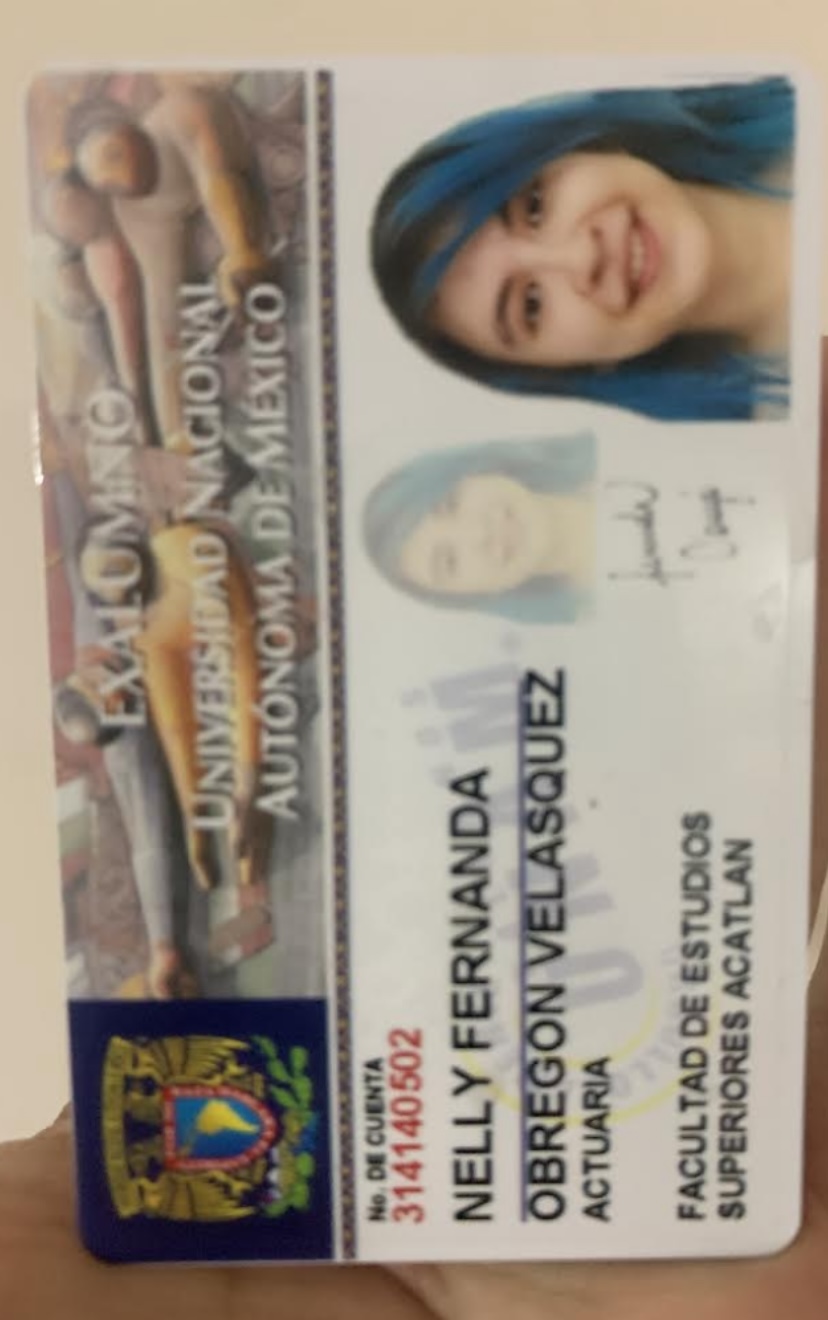 EXALUMNO
UNIVERSIDAD NACIONAL
AUTÓNOMA DE MÉXICO
No. DE CUENTA
314140502
NELLY FERNANDA
OBREGON VELASQUEZ
ACTUARIA
FACULTAD DE ESTUDIOS
SUPERIORES ACATLAN